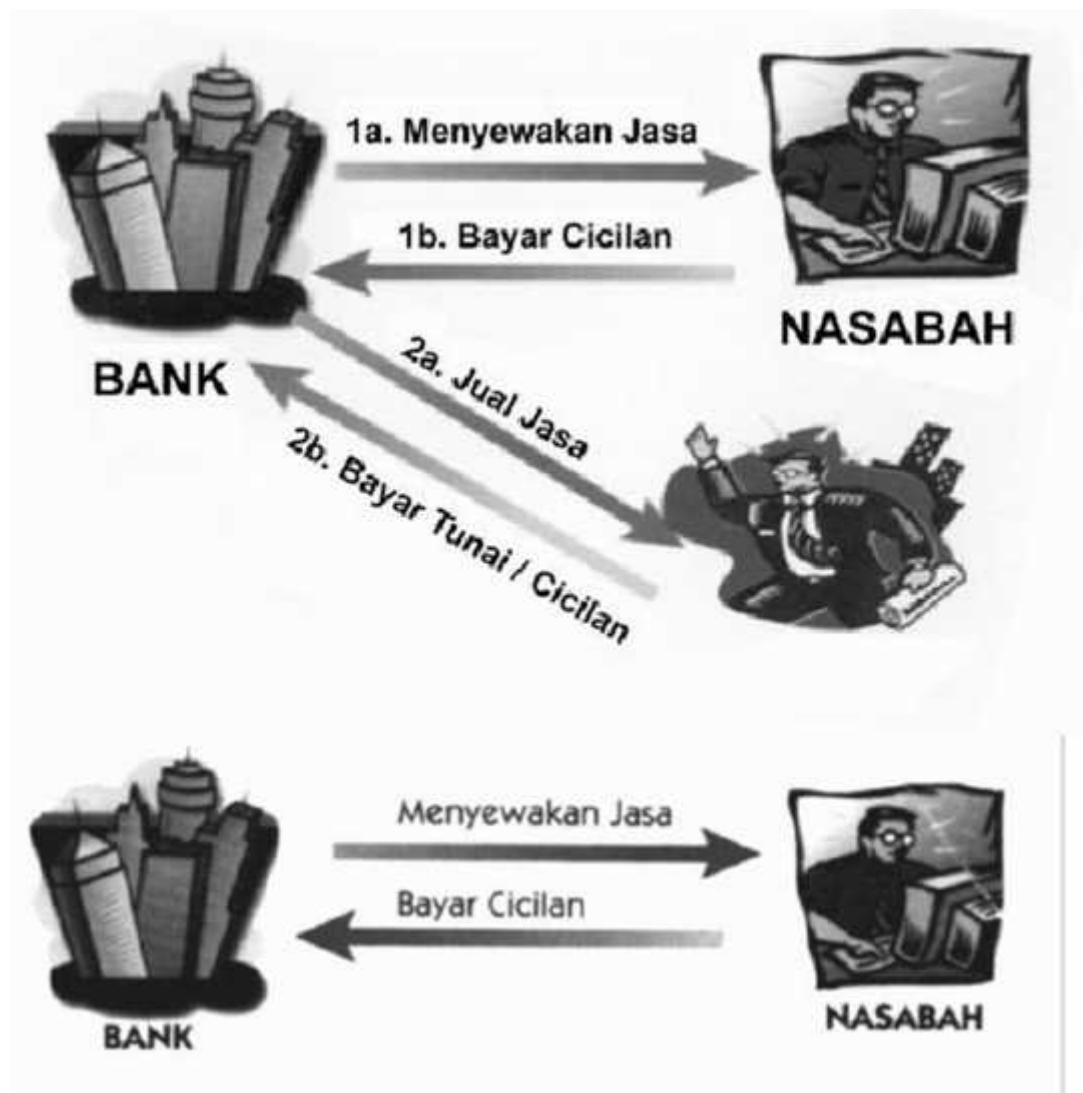 1a. Menyewakan Jasa
1b. Bayar Cicilan
NASABAH
BANK
2a. Jual Jasa
2b. Bayar Tunai / Cicilan
Menyewakan Jasa
Bayar Cicilan
BANK
NASABAH